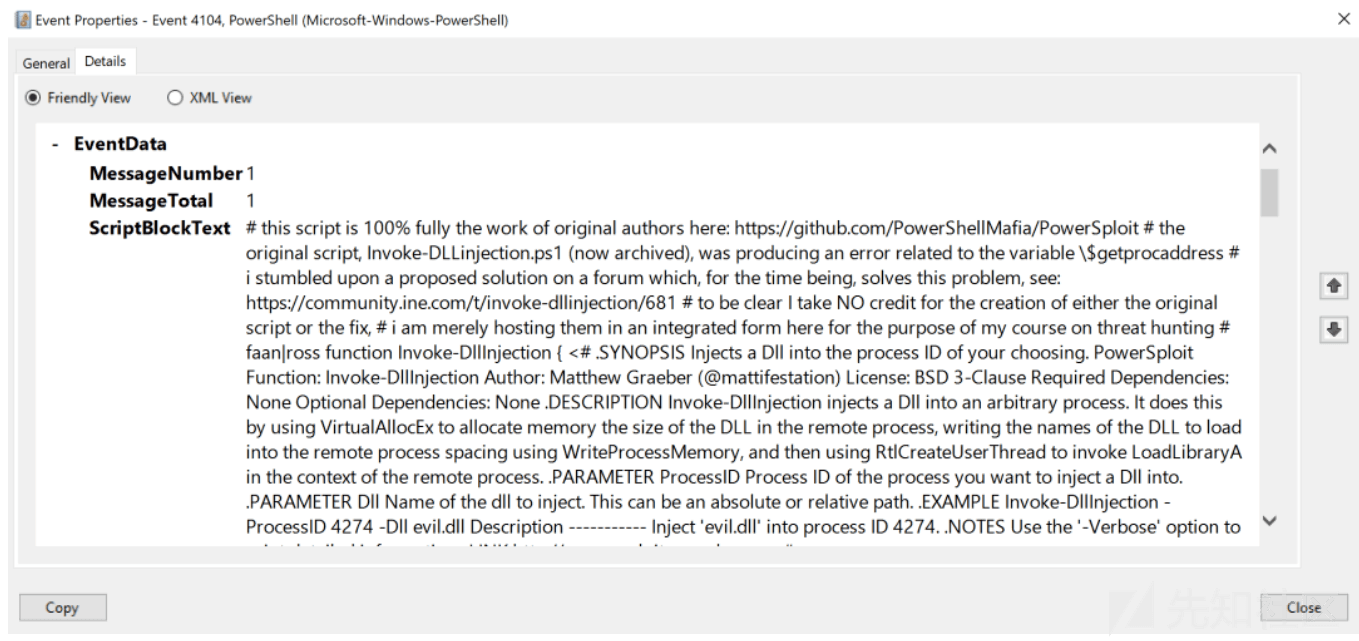 Event Properties - Event 4104, PowerShell (Microsoft-Windows-PowerShell)
General Details
Friendly View XML View
- EventData
MessageNumber 1
MessageTotal 1
ScriptBlockText # this script is 100% fully the work of original authors here: https://github.com/PowerShellMafia/PowerSploit # the
original script, Invoke-DLLinjection.ps1 (now archived), was producing an error related to the variable \$getprocaddress #
i stumbled upon a proposed solution on a forum which, for the time being, solves this problem, see:
https://community.ine.com/t/invoke-dllinjection/681 # to be clear I take NO credit for the creation of either the original
script or the fix, # i am merely hosting them in an integrated form here for the purpose of my course on threat hunting #
faan|ross function Invoke-DllInjection { <# .SYNOPSIS Injects a Dll into the process ID of your choosing. PowerSploit
Function: Invoke-DllInjection Author: Matthew Graeber (@mattifestation) License: BSD 3-Clause Required Dependencies:
None Optional Dependencies: None .DESCRIPTION Invoke-DllInjection injects a Dll into an arbitrary process. It does this
by using VirtualAllocEx to allocate memory the size of the DLL in the remote process, writing the names of the DLL to load
into the remote process spacing using WriteProcessMemory, and then using RtlCreateUserThread to invoke LoadLibraryA
in the context of the remote process. .PARAMETER ProcessID Process ID of the process you want to inject a Dll into.
.PARAMETER Dll Name of the dll to inject. This can be an absolute or relative path. .EXAMPLE Invoke-DllInjection -
ProcessID 4274 -Dll evil.dll Description ----------- Inject 'evil.dll' into process ID 4274. .NOTES Use the '-Verbose' option to
Copy Close
先知